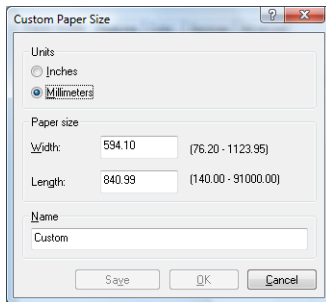 Custom Paper Size
Units
Inches
Millimeters
Paper size
Width: 594.10 (76.20 - 1123.95)
Length: 840.99 (140.00 - 91000.00)
Name
Custom
Save OK Cancel